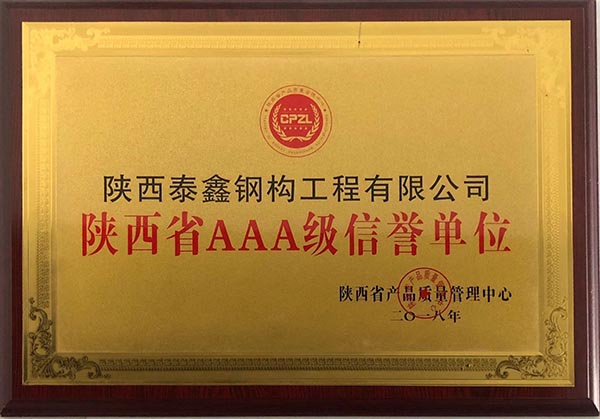 CPZL
陕西泰鑫钢构工程有限公司
陕西省AAA级信誉单位
陕西省产品质量管理中心
二〇一八年